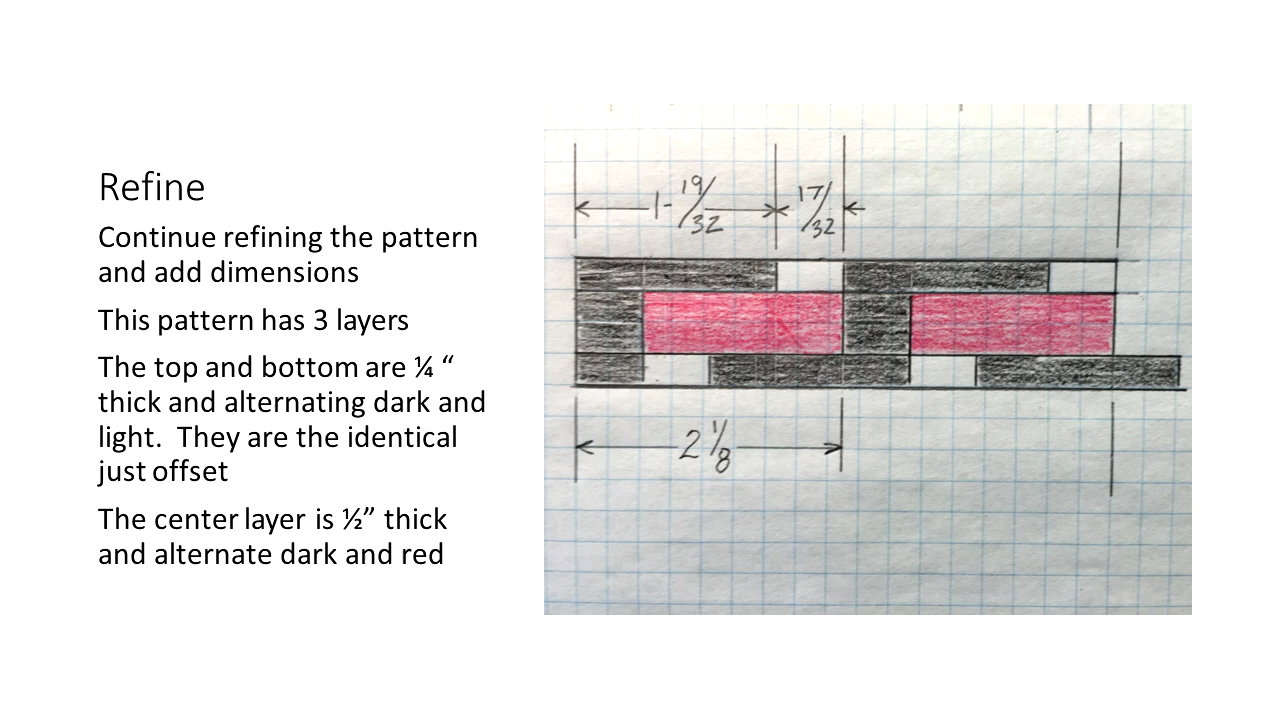 Refine
Continue refining the pattern
and add dimensions
This pattern has 3 layers
The top and bottom are ¼ “
thick and alternating dark and
light.  They are the identical
just offset
The center layer is ½” thick
and alternate dark and red
1-19/32 17/32
2 1/8